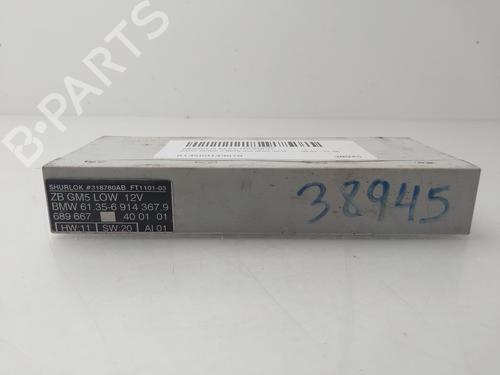 B-PARTS
SHURLOK #318780AB FT1101-03
ZB GM5 LOW 12V
BMW 61.35-6 914 367.9
689 667 40 01 01
HW:11 SW:20 AI 01
38945